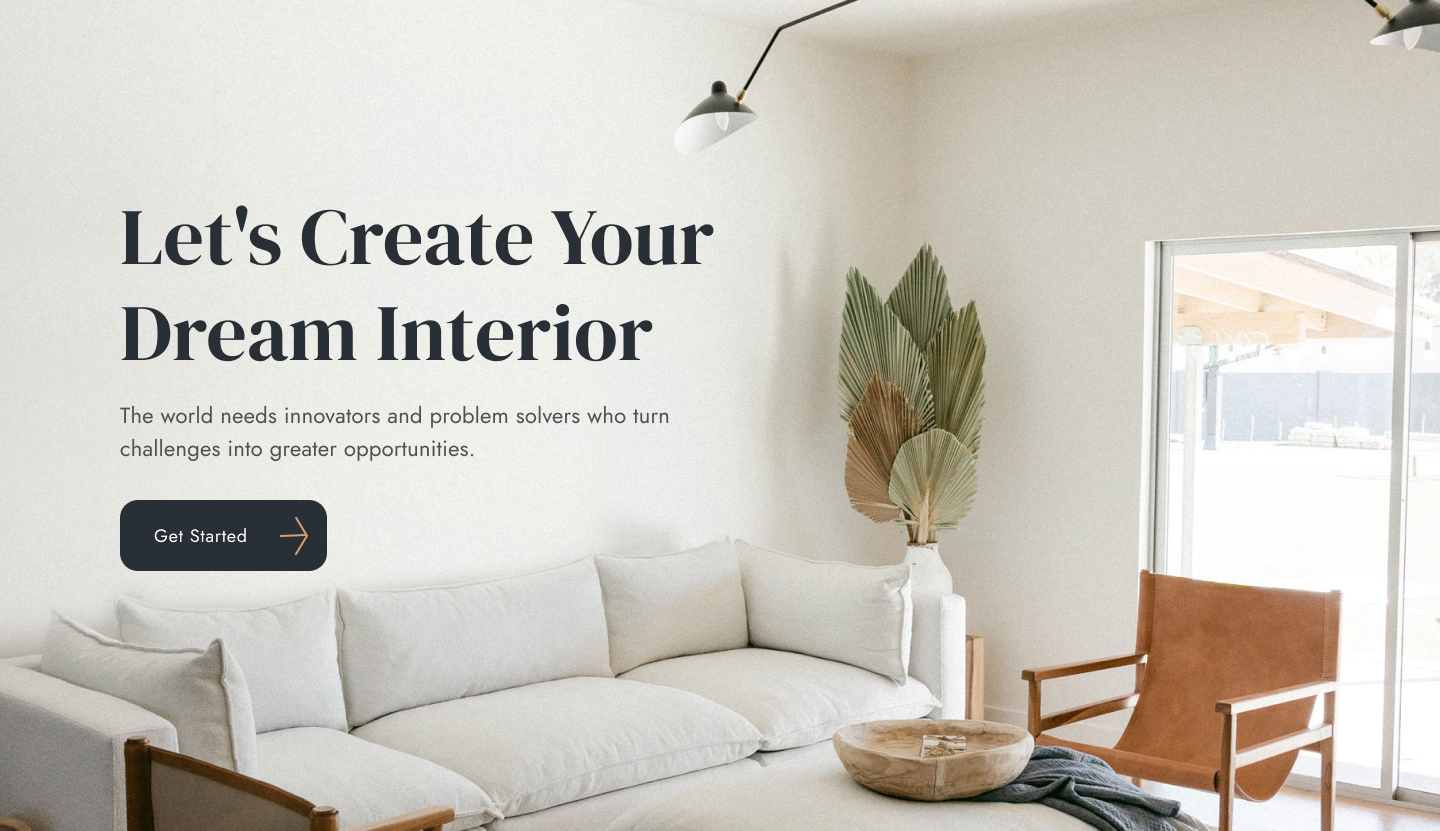 Let's Create Your
Dream Interior
The world needs innovators and problem solvers who turn
challenges into greater opportunities.
Get Started